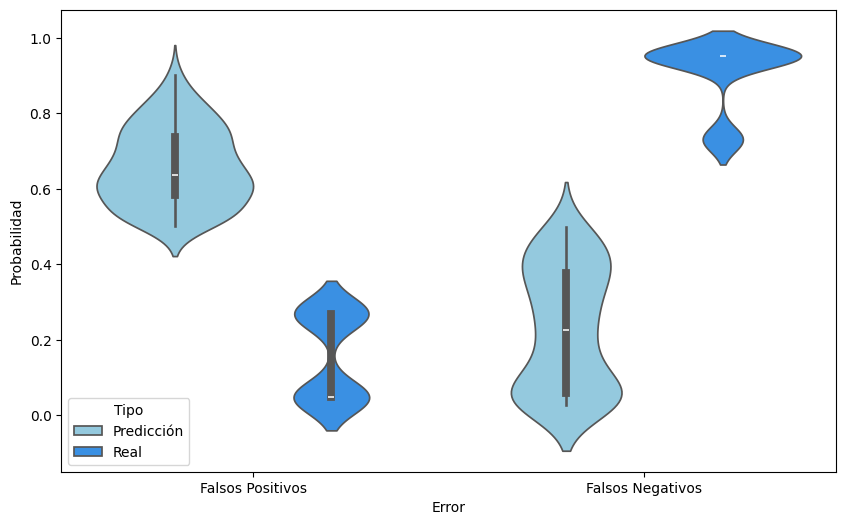 1.0
0.8
0.6
0.4
0.2
0.0
Probabilidad
Tipo
Predicción
Real
Falsos Positivos
Falsos Negativos
Error